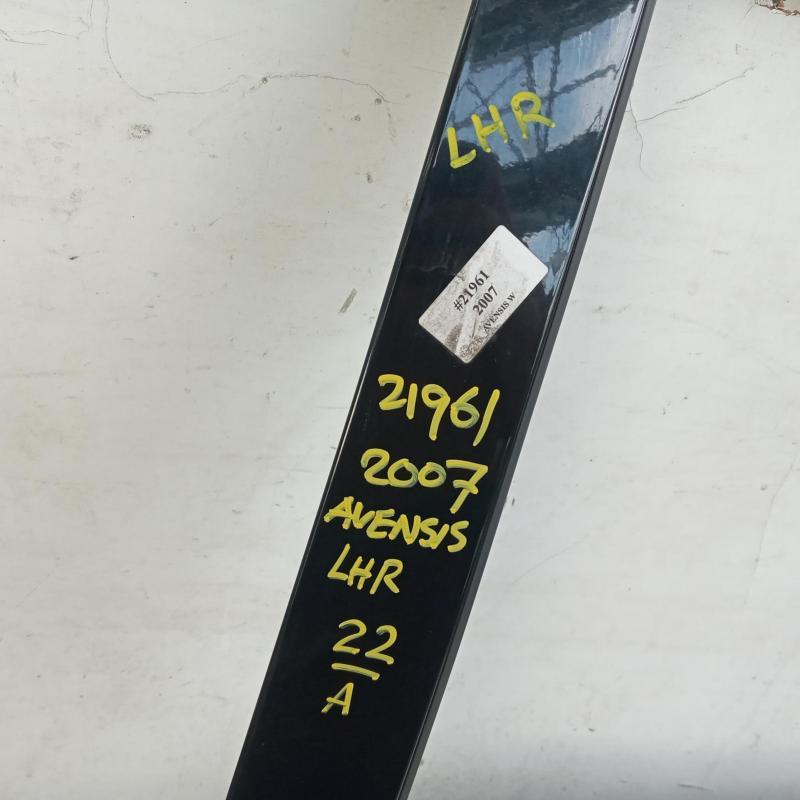 LHR
#21961
2007
AVENSIS W
21961
2007
AVENSIS
LHR
22
A